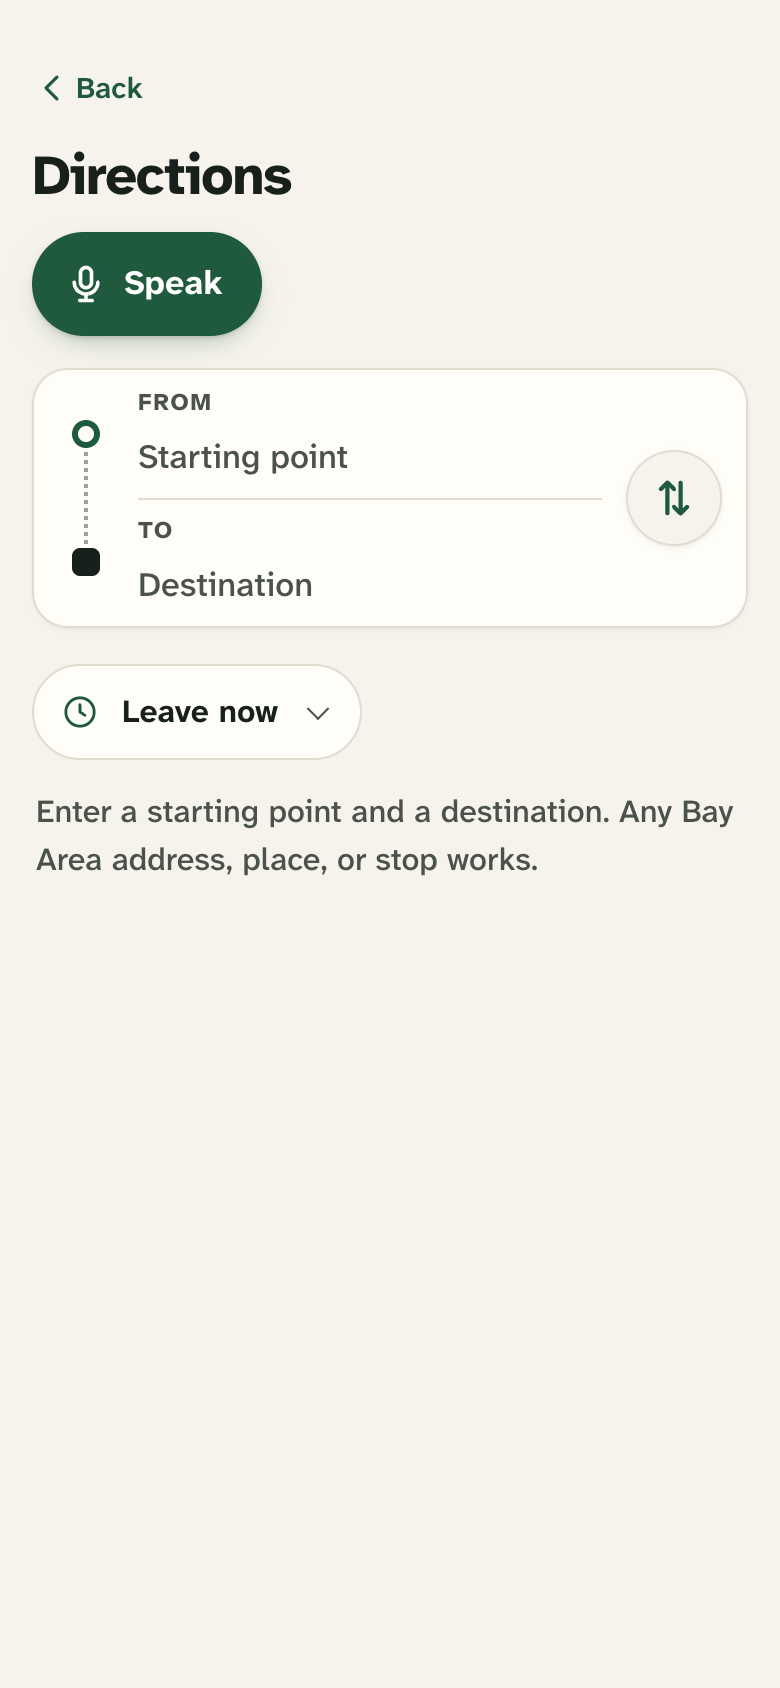 Back
Directions
Speak
FROM
Starting point
TO
Destination
Leave now
Enter a starting point and a destination. Any Bay
Area address, place, or stop works.